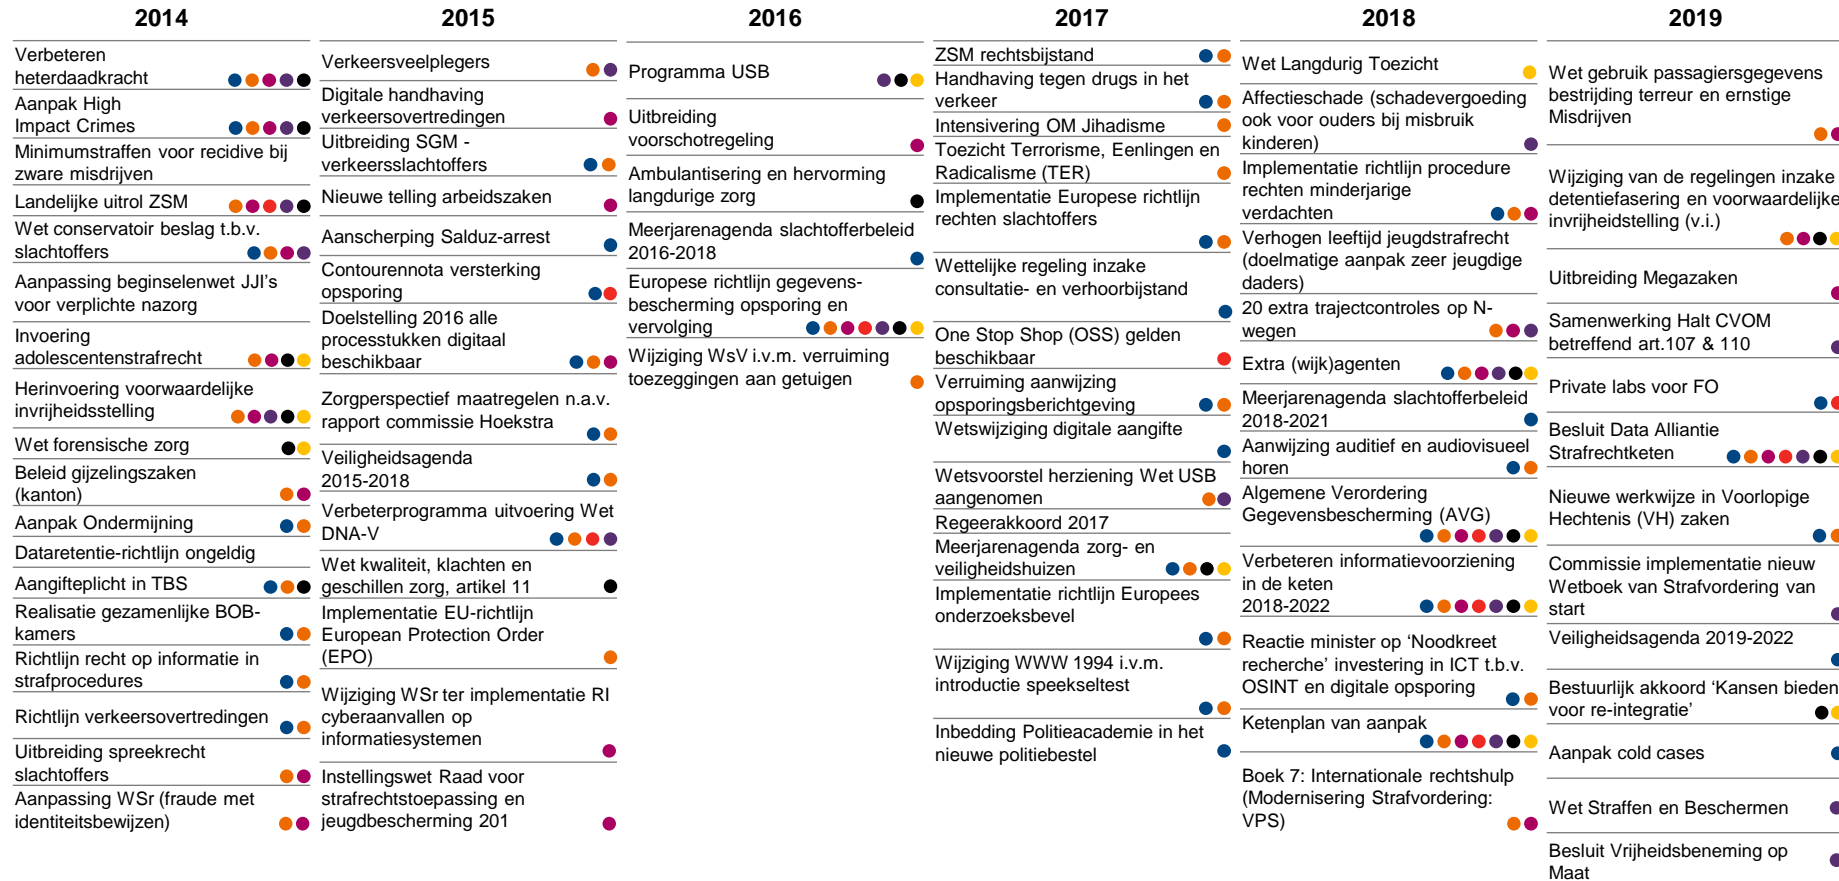 2014
Verbeteren
heterdaadkracht
Aanpak High
Impact Crimes
Minimumstraffen voor recidive bij
zware misdrijven
Landelijke uitrol ZSM
Wet conservatoir beslag t.b.v.
slachtoffers
Aanpassing beginselenwet JJI's
voor verplichte nazorg
Invoering
adolescentenstrafrecht
Herinvoering voorwaardelijke
invrijheidsstelling
Wet forensische zorg
Beleid gijzelingszaken
(kanton)
Aanpak Ondermijning
Dataretentie-richtlijn ongeldig
Aangifteplicht in TBS
Realisatie gezamenlijke BOB-
kamers
Richtlijn recht op informatie in
strafprocedures
Richtlijn verkeersovertredingen
Uitbreiding spreekrecht
slachtoffers
Aanpassing WSr (fraude met
identiteitsbewijzen)
2015
Verkeersveelplegers
Digitale handhaving
verkeersovertredingen
Uitbreiding SGM -
verkeersslachtoffers
Nieuwe telling arbeidszaken
Aanscherping Salduz-arrest
Contourennota versterking
opsporing
Doelstelling 2016 alle
processtukken digitaal
beschikbaar
Zorgperspectief maatregelen n.a.v.
rapport commissie Hoekstra
Veiligheidsagenda
2015-2018
Verbeterprogramma uitvoering Wet
DNA-V
Wet kwaliteit, klachten en
geschillen zorg, artikel 11
Implementatie EU-richtlijn
European Protection Order
(EPO)
Wijziging WSr ter implementatie RI
cyberaanvallen op
informatiesystemen
Instellingswet Raad voor
strafrechtstoepassing en
jeugdbescherming 201
2016
Programma USB
Uitbreiding
voorschotregeling
Ambulantisering en hervorming
langdurige zorg
Meerjarenagenda slachtofferbeleid
2016-2018
Europese richtlijn gegevens-
bescherming opsporing en
vervolging
Wijziging WsV i.v.m. verruiming
toezeggingen aan getuigen
2017
ZSM rechtsbijstand
Handhaving tegen drugs in het
verkeer
Intensivering OM Jihadisme
Toezicht Terrorisme, Eenlingen en
Radicalisme (TER)
Implementatie Europese richtlijn
rechten slachtoffers
Wettelijke regeling inzake
consultatie- en verhoorbijstand
One Stop Shop (OSS) gelden
beschikbaar
Verruiming aanwijzing
opsporingsberichtgeving
Wetswijziging digitale aangifte
Wetsvoorstel herziening Wet USB
aangenomen
Regeerakkoord 2017
Meerjarenagenda zorg- en
veiligheidshuizen
Implementatie richtlijn Europees
onderzoeksbevel
Wijziging WWW 1994 i.v.m.
introductie speekseltest
Inbedding Politieacademie in het
nieuwe politiebestel
2018
Wet Langdurig Toezicht
Affectieschade (schadevergoeding
ook voor ouders bij misbruik
kinderen)
Implementatie richtlijn procedure
rechten minderjarige
verdachten
Verhogen leeftijd jeugdstrafrecht
(doelmatige aanpak zeer jeugdige
daders)
20 extra trajectcontroles op N-
wegen
Extra (wijk)agenten
Meerjarenagenda slachtofferbeleid
2018-2021
Aanwijzing auditief en audiovisueel
horen
Algemene Verordening
Gegevensbescherming (AVG)
Verbeteren informatievoorziening
in de keten
2018-2022
Reactie minister op 'Noodkreet
recherche' investering in ICT t.b.v.
OSINT en digitale opsporing
Ketenplan van aanpak
Boek 7: Internationale rechtshulp
(Modernisering Strafvordering:
VPS)
2019
Wet gebruik passagiersgegevens
bestrijding terreur en ernstige
Misdrijven
Wijziging van de regelingen inzake
detentiefasering en voorwaardelijke
invrijheidstelling (v.i.)
Uitbreiding Megazaken
Samenwerking Halt CVOM
betreffend art.107 & 110
Private labs voor FO
Besluit Data Alliantie
Strafrechtketen
Nieuwe werkwijze in Voorlopige
Hechtenis (VH) zaken
Commissie implementatie nieuw
Wetboek van Strafvordering van
start
Veiligheidsagenda 2019-2022
Bestuurlijk akkoord 'Kansen bieden
voor re-integratie'
Aanpak cold cases
Wet Straffen en Beschermen
Besluit Vrijheidsbeneming op
Maat